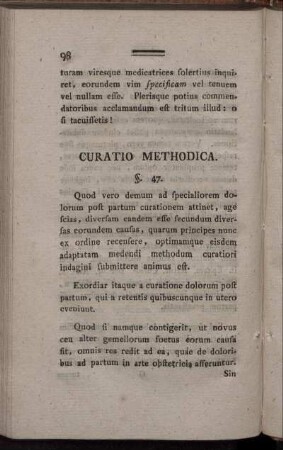 98
turam viresque medicatrices solertius inqui-
ret, eorundem vim specificam vel tenuem
vel nullam esse. Plerisque potius commen-
datoribus acclamandum est tritum illud: o
si tacuissetis!
CURATIO METHODICA.
§. 47.
Quod vero demum ad specialiorem do-
lorum post partum curationem attinet, age
scias, diversam eandem esse secundum diver-
sas eorundem causas, quarum principes nunc
ex ordine recensere, optimamque eisdem
adaptatam medendi methodum curatiori
indagini submittere animus est.
Exordiar itaque a curatione dolorum post
partum, qui a retentis quibuscunque in utero
eveniunt.
Quod si namque contigerit, ut novus
ceu alter gemellorum foetus eorum causa
sit, omnis res redit ad ea, quae de dolori-
bus ad partum in arte obstetricia afferuntur.
Sin